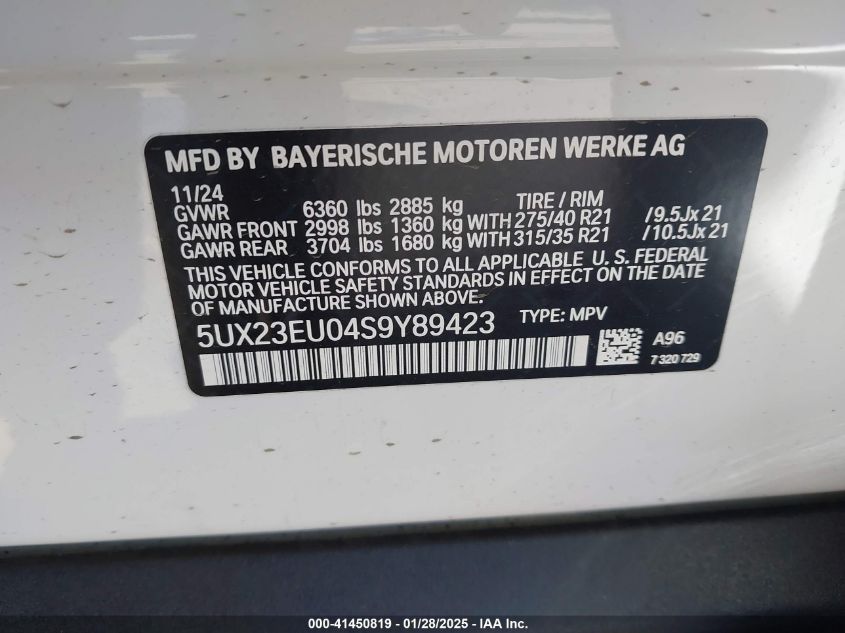 MFD BY BAYERISCHE MOTOREN WERKE AG
11/24 TIRE / RIM
GVWR 6360 lbs 2885 kg
GAWR FRONT 2998 lbs 1360 kg WITH 275/40 R21 /9.5Jx21
GAWR REAR 3704 lbs 1680 kg WITH 315/35 R21 /10.5Jx21
THIS VEHICLE CONFORMS TO ALL APPLICABLE U. S. FEDERAL
MOTOR VEHICLE SAFETY STANDARDS IN EFFECT ON THE DATE
OF MANUFACTURE SHOWN ABOVE.
5UX23EU04S9Y89423 TYPE: MPV
A96
7 320 729
000-41450819 - 01/28/2025 - IAA Inc.